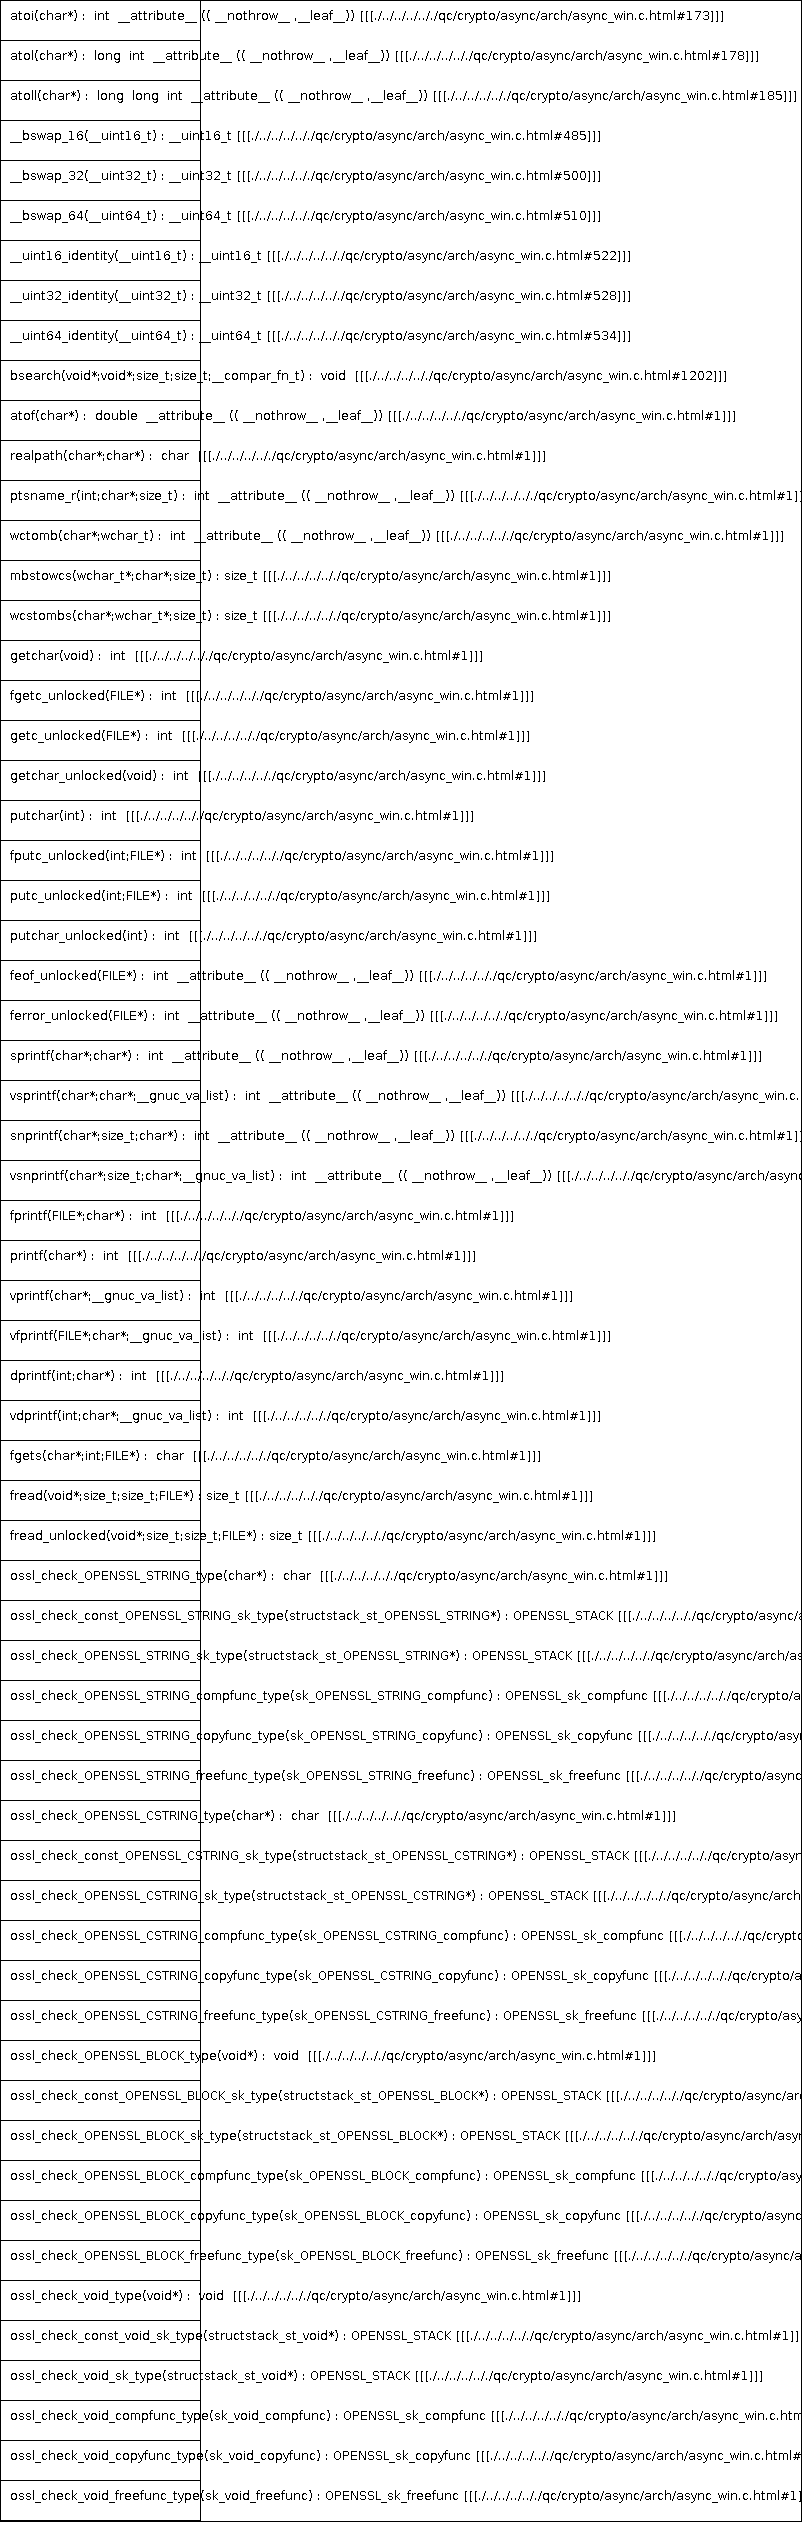 atoi(char*) :  int  __attribute__ (( __nothrow__ ,__leaf__)) [[[./../../../../../qc/crypto/async/arch/async_win.c.html#173]]]
atol(char*) :  long  int  __attribute__ (( __nothrow__ ,__leaf__)) [[[./../../../../../qc/crypto/async/arch/async_win.c.html#178]]]
atoll(char*) :  long  long  int  __attribute__ (( __nothrow__ ,__leaf__)) [[[./../../../../../qc/crypto/async/arch/async_win.c.html#185]]]
__bswap_16(__uint16_t) : __uint16_t [[[./../../../../../qc/crypto/async/arch/async_win.c.html#485]]]
__bswap_32(__uint32_t) : __uint32_t [[[./../../../../../qc/crypto/async/arch/async_win.c.html#500]]]
__bswap_64(__uint64_t) : __uint64_t [[[./../../../../../qc/crypto/async/arch/async_win.c.html#510]]]
__uint16_identity(__uint16_t) : __uint16_t [[[./../../../../../qc/crypto/async/arch/async_win.c.html#522]]]
__uint32_identity(__uint32_t) : __uint32_t [[[./../../../../../qc/crypto/async/arch/async_win.c.html#528]]]
__uint64_identity(__uint64_t) : __uint64_t [[[./../../../../../qc/crypto/async/arch/async_win.c.html#534]]]
bsearch(void*;void*;size_t;size_t;__compar_fn_t) :  void  [[[./../../../../../qc/crypto/async/arch/async_win.c.html#1202]]]
atof(char*) :  double  __attribute__ (( __nothrow__ ,__leaf__)) [[[./../../../../../qc/crypto/async/arch/async_win.c.html#1]]]
realpath(char*;char*) :  char  [[[./../../../../../qc/crypto/async/arch/async_win.c.html#1]]]
ptsname_r(int;char*;size_t) :  int  __attribute__ (( __nothrow__ ,__leaf__)) [[[./../../../../../qc/crypto/async/arch/async_win.c.html#1]]]
wctomb(char*;wchar_t) :  int  __attribute__ (( __nothrow__ ,__leaf__)) [[[./../../../../../qc/crypto/async/arch/async_win.c.html#1]]]
mbstowcs(wchar_t*;char*;size_t) : size_t [[[./../../../../../qc/crypto/async/arch/async_win.c.html#1]]]
wcstombs(char*;wchar_t*;size_t) : size_t [[[./../../../../../qc/crypto/async/arch/async_win.c.html#1]]]
getchar(void) :  int  [[[./../../../../../qc/crypto/async/arch/async_win.c.html#1]]]
fgetc_unlocked(FILE*) :  int  [[[./../../../../../qc/crypto/async/arch/async_win.c.html#1]]]
getc_unlocked(FILE*) :  int  [[[./../../../../../qc/crypto/async/arch/async_win.c.html#1]]]
getchar_unlocked(void) :  int  [[[./../../../../../qc/crypto/async/arch/async_win.c.html#1]]]
putchar(int) :  int  [[[./../../../../../qc/crypto/async/arch/async_win.c.html#1]]]
fputc_unlocked(int;FILE*) :  int  [[[./../../../../../qc/crypto/async/arch/async_win.c.html#1]]]
putc_unlocked(int;FILE*) :  int  [[[./../../../../../qc/crypto/async/arch/async_win.c.html#1]]]
putchar_unlocked(int) :  int  [[[./../../../../../qc/crypto/async/arch/async_win.c.html#1]]]
feof_unlocked(FILE*) :  int  __attribute__ (( __nothrow__ ,__leaf__)) [[[./../../../../../qc/crypto/async/arch/async_win.c.html#1]]]
ferror_unlocked(FILE*) :  int  __attribute__ (( __nothrow__ ,__leaf__)) [[[./../../../../../qc/crypto/async/arch/async_win.c.html#1]]]
sprintf(char*;char*) :  int  __attribute__ (( __nothrow__ ,__leaf__)) [[[./../../../../../qc/crypto/async/arch/async_win.c.html#1]]]
vsprintf(char*;char*;__gnuc_va_list) :  int  __attribute__ (( __nothrow__ ,__leaf__)) [[[./../../../../../qc/crypto/async/arch/async_win.c.
snprintf(char*;size_t;char*) :  int  __attribute__ (( __nothrow__ ,__leaf__)) [[[./../../../../../qc/crypto/async/arch/async_win.c.html#1]]]
vsnprintf(char*;size_t;char*;__gnuc_va_list) :  int  __attribute__ (( __nothrow__ ,__leaf__)) [[[./../../../../../qc/crypto/async/arch/async
fprintf(FILE*;char*) :  int  [[[./../../../../../qc/crypto/async/arch/async_win.c.html#1]]]
printf(char*) :  int  [[[./../../../../../qc/crypto/async/arch/async_win.c.html#1]]]
vprintf(char*;__gnuc_va_list) :  int  [[[./../../../../../qc/crypto/async/arch/async_win.c.html#1]]]
vfprintf(FILE*;char*;__gnuc_va_list) :  int  [[[./../../../../../qc/crypto/async/arch/async_win.c.html#1]]]
dprintf(int;char*) :  int  [[[./../../../../../qc/crypto/async/arch/async_win.c.html#1]]]
vdprintf(int;char*;__gnuc_va_list) :  int  [[[./../../../../../qc/crypto/async/arch/async_win.c.html#1]]]
fgets(char*;int;FILE*) :  char  [[[./../../../../../qc/crypto/async/arch/async_win.c.html#1]]]
fread(void*;size_t;size_t;FILE*) : size_t [[[./../../../../../qc/crypto/async/arch/async_win.c.html#1]]]
fread_unlocked(void*;size_t;size_t;FILE*) : size_t [[[./../../../../../qc/crypto/async/arch/async_win.c.html#1]]]
ossl_check_OPENSSL_STRING_type(char*) :  char  [[[./../../../../../qc/crypto/async/arch/async_win.c.html#1]]]
ossl_check_const_OPENSSL_STRING_sk_type(structstack_st_OPENSSL_STRING*) : OPENSSL_STACK [[[./../../../../../qc/crypto/async/a
ossl_check_OPENSSL_STRING_sk_type(structstack_st_OPENSSL_STRING*) : OPENSSL_STACK [[[./../../../../../qc/crypto/async/arch/as
ossl_check_OPENSSL_STRING_compfunc_type(sk_OPENSSL_STRING_compfunc) : OPENSSL_sk_compfunc [[[./../../../../../qc/crypto/a
ossl_check_OPENSSL_STRING_copyfunc_type(sk_OPENSSL_STRING_copyfunc) : OPENSSL_sk_copyfunc [[[./../../../../../qc/crypto/asyn
ossl_check_OPENSSL_STRING_freefunc_type(sk_OPENSSL_STRING_freefunc) : OPENSSL_sk_freefunc [[[./../../../../../qc/crypto/async
ossl_check_OPENSSL_CSTRING_type(char*) :  char  [[[./../../../../../qc/crypto/async/arch/async_win.c.html#1]]]
ossl_check_const_OPENSSL_CSTRING_sk_type(structstack_st_OPENSSL_CSTRING*) : OPENSSL_STACK [[[./../../../../../qc/crypto/asyn
ossl_check_OPENSSL_CSTRING_sk_type(structstack_st_OPENSSL_CSTRING*) : OPENSSL_STACK [[[./../../../../../qc/crypto/async/arch
ossl_check_OPENSSL_CSTRING_compfunc_type(sk_OPENSSL_CSTRING_compfunc) : OPENSSL_sk_compfunc [[[./../../../../../qc/crypto
ossl_check_OPENSSL_CSTRING_copyfunc_type(sk_OPENSSL_CSTRING_copyfunc) : OPENSSL_sk_copyfunc [[[./../../../../../qc/crypto/a
ossl_check_OPENSSL_CSTRING_freefunc_type(sk_OPENSSL_CSTRING_freefunc) : OPENSSL_sk_freefunc [[[./../../../../../qc/crypto/asy
ossl_check_OPENSSL_BLOCK_type(void*) :  void  [[[./../../../../../qc/crypto/async/arch/async_win.c.html#1]]]
ossl_check_const_OPENSSL_BLOCK_sk_type(structstack_st_OPENSSL_BLOCK*) : OPENSSL_STACK [[[./../../../../../qc/crypto/async/arc
ossl_check_OPENSSL_BLOCK_sk_type(structstack_st_OPENSSL_BLOCK*) : OPENSSL_STACK [[[./../../../../../qc/crypto/async/arch/asyn
ossl_check_OPENSSL_BLOCK_compfunc_type(sk_OPENSSL_BLOCK_compfunc) : OPENSSL_sk_compfunc [[[./../../../../../qc/crypto/asy
ossl_check_OPENSSL_BLOCK_copyfunc_type(sk_OPENSSL_BLOCK_copyfunc) : OPENSSL_sk_copyfunc [[[./../../../../../qc/crypto/async
ossl_check_OPENSSL_BLOCK_freefunc_type(sk_OPENSSL_BLOCK_freefunc) : OPENSSL_sk_freefunc [[[./../../../../../qc/crypto/async/a
ossl_check_void_type(void*) :  void  [[[./../../../../../qc/crypto/async/arch/async_win.c.html#1]]]
ossl_check_const_void_sk_type(structstack_st_void*) : OPENSSL_STACK [[[./../../../../../qc/crypto/async/arch/async_win.c.html#1]]]
ossl_check_void_sk_type(structstack_st_void*) : OPENSSL_STACK [[[./../../../../../qc/crypto/async/arch/async_win.c.html#1]]]
ossl_check_void_compfunc_type(sk_void_compfunc) : OPENSSL_sk_compfunc [[[./../../../../../qc/crypto/async/arch/async_win.c.htm
ossl_check_void_copyfunc_type(sk_void_copyfunc) : OPENSSL_sk_copyfunc [[[./../../../../../qc/crypto/async/arch/async_win.c.html#
ossl_check_void_freefunc_type(sk_void_freefunc) : OPENSSL_sk_freefunc [[[./../../../../../qc/crypto/async/arch/async_win.c.html#1]